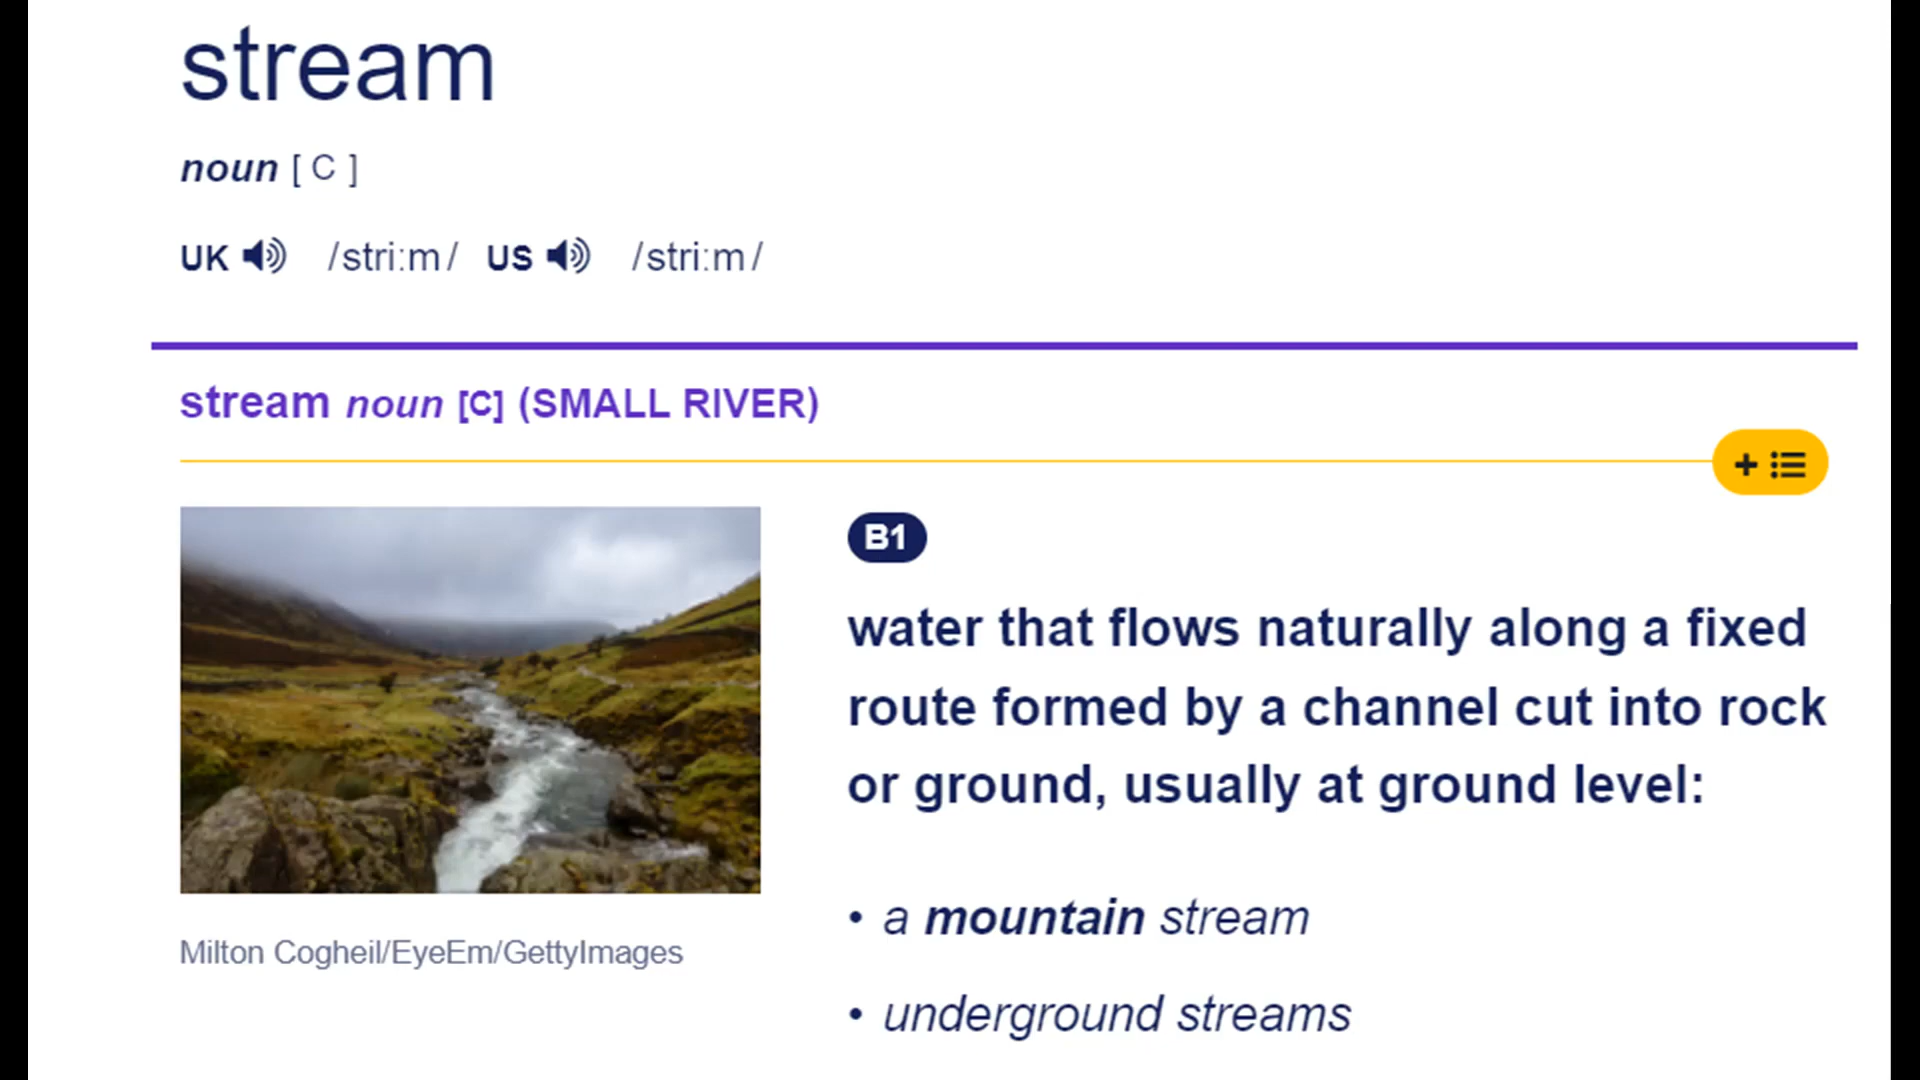 stream
noun [ C ]
UK /striːm/ US /striːm/
stream noun [C] (SMALL RIVER)
+
B1
water that flows naturally along a fixed
route formed by a channel cut into rock
or ground, usually at ground level:
• a mountain stream
• underground streams
Milton Cogheil/EyeEm/GettyImages